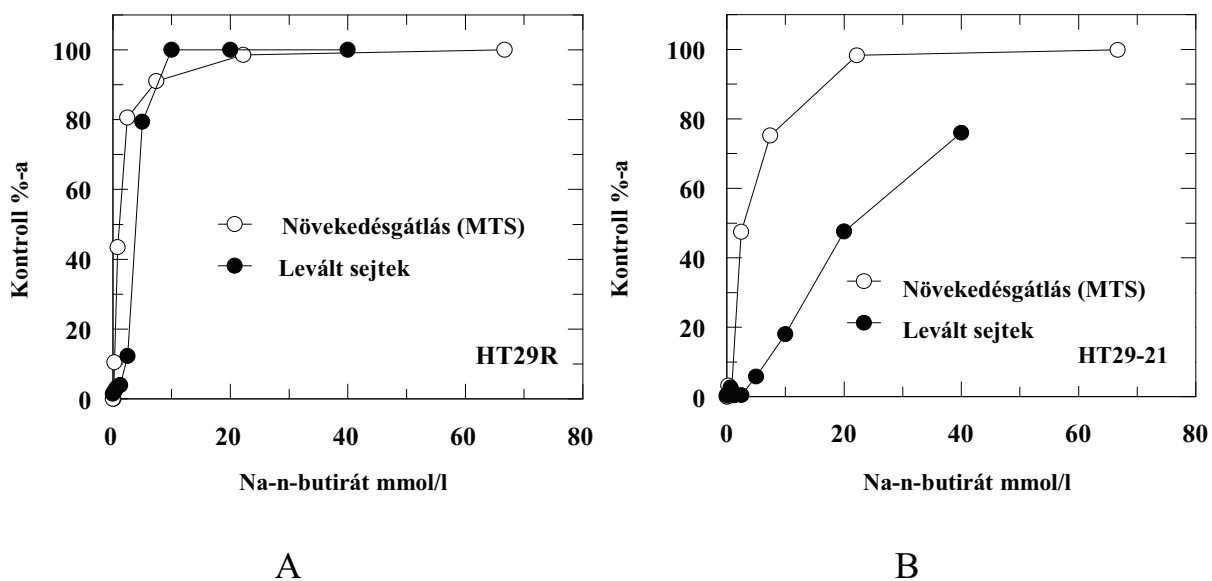 Kontroll %-a
100
80
60
40
20
0
Növekedésgátlás (MTS)
Levált sejtek
HT29R
0 20 40 60 80
Na-n-butirát mmol/l
A
Kontroll %-a
100
80
60
40
20
0
Növekedésgátlás (MTS)
Levált sejtek
HT29-21
0 20 40 60 80
Na-n-butirát mmol/l
B